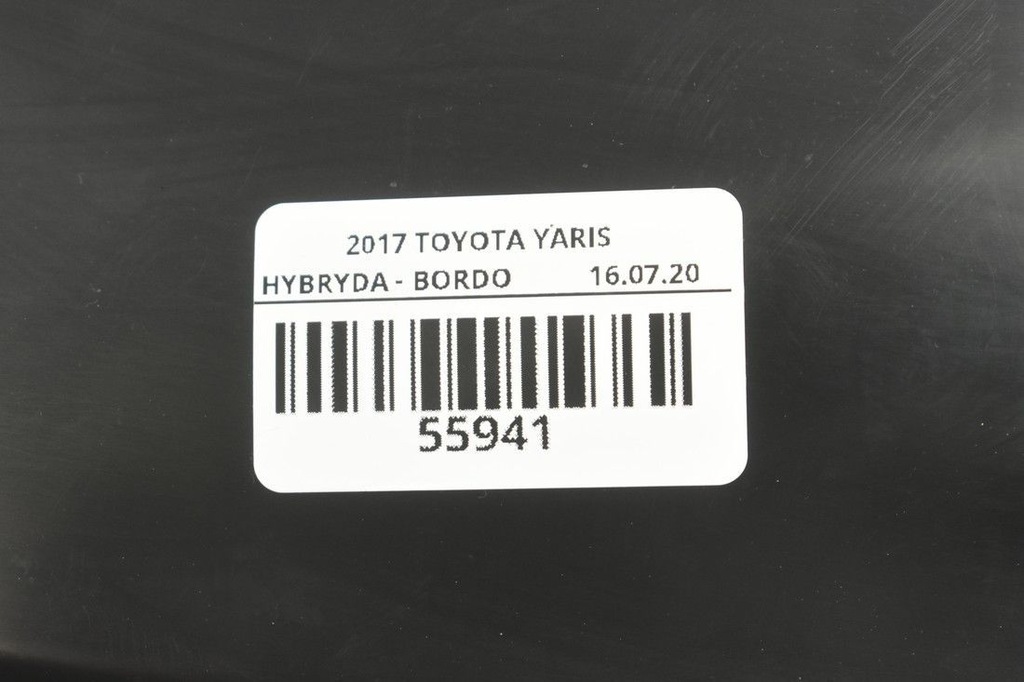 2017 TOYOTA YARIS
HYBRYDA - BORDO 16.07.20
55941